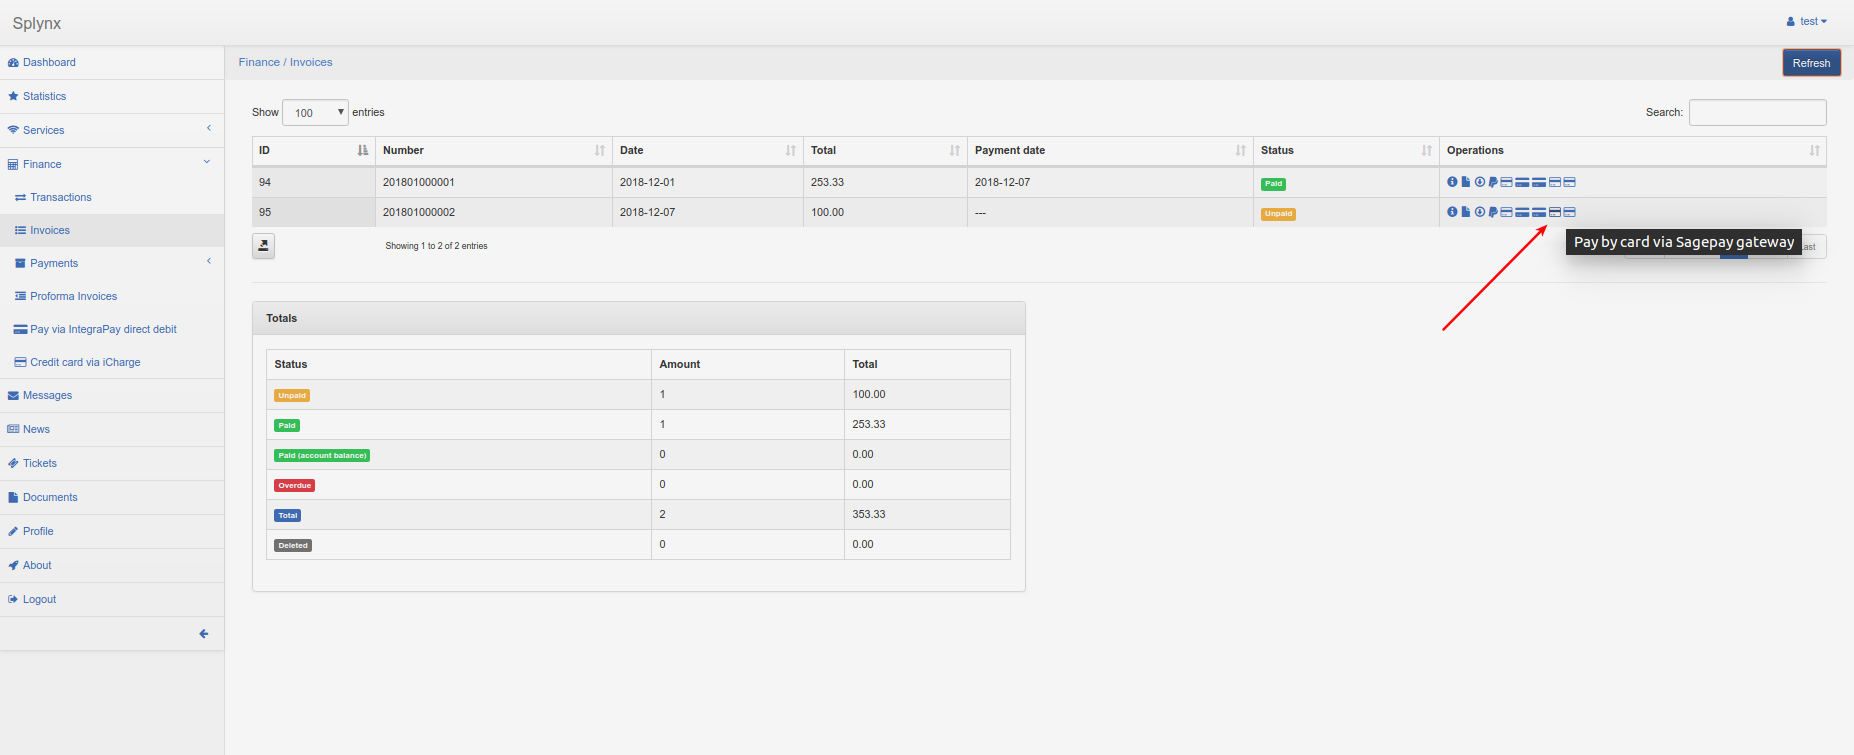 Splynx
test
Dashboard
Statistics
Services
Finance
Transactions
Invoices
Payments
Proforma Invoices
Pay via IntegraPay direct debit
Credit card via iCharge
Messages
News
Tickets
Documents
Profile
About
Logout
Finance / Invoices
Refresh
Show 100 entries
Search:
ID Number Date Total Payment date Status Operations
94 201801000001 2018-12-01 253.33 2018-12-07 Paid
95 201801000002 2018-12-07 100.00 --- Unpaid
Showing 1 to 2 of 2 entries
Pay by card via Sagepay gateway
Totals
Status Amount Total
Unpaid 1 100.00
Paid 1 253.33
Paid (account balance) 0 0.00
Overdue 0 0.00
Total 2 353.33
Deleted 0 0.00